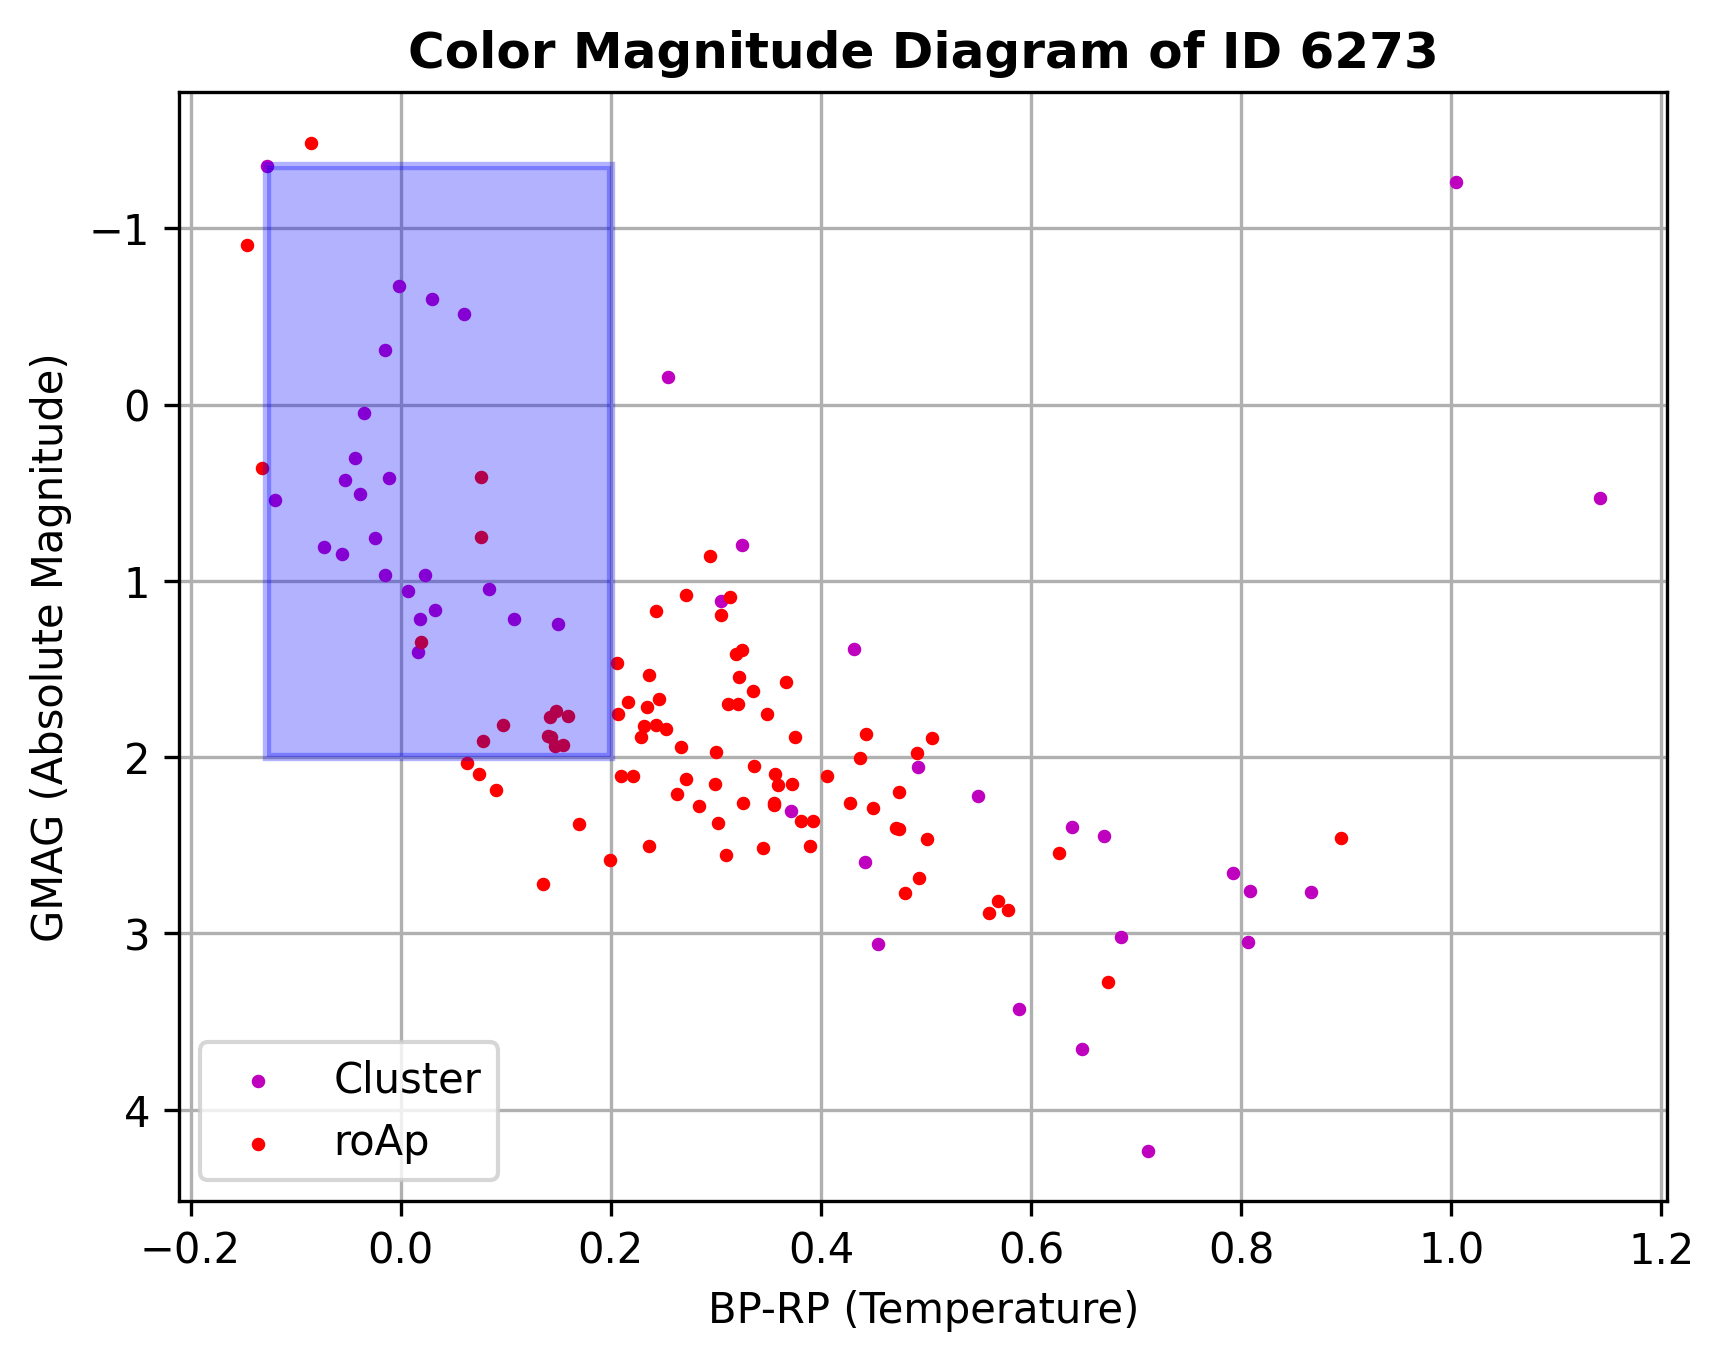 Color Magnitude Diagram of ID 6273
GMAG (Absolute Magnitude)
−1
0
1
2
3
4
Cluster
roAp
−0.2 0.0 0.2 0.4 0.6 0.8 1.0 1.2
BP-RP (Temperature)